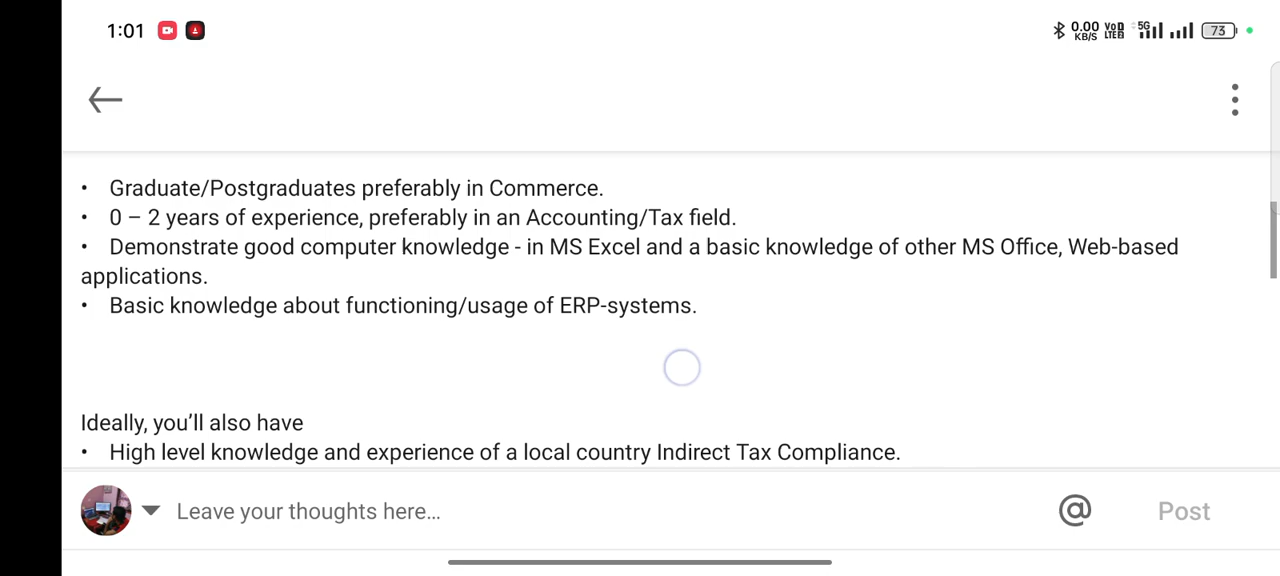 1:01
0.00 KB/S VoD LTE2 5G 73
• Graduate/Postgraduates preferably in Commerce.
• 0 – 2 years of experience, preferably in an Accounting/Tax field.
• Demonstrate good computer knowledge - in MS Excel and a basic knowledge of other MS Office, Web-based
applications.
• Basic knowledge about functioning/usage of ERP-systems.
Ideally, you’ll also have
• High level knowledge and experience of a local country Indirect Tax Compliance.
Leave your thoughts here… @ Post